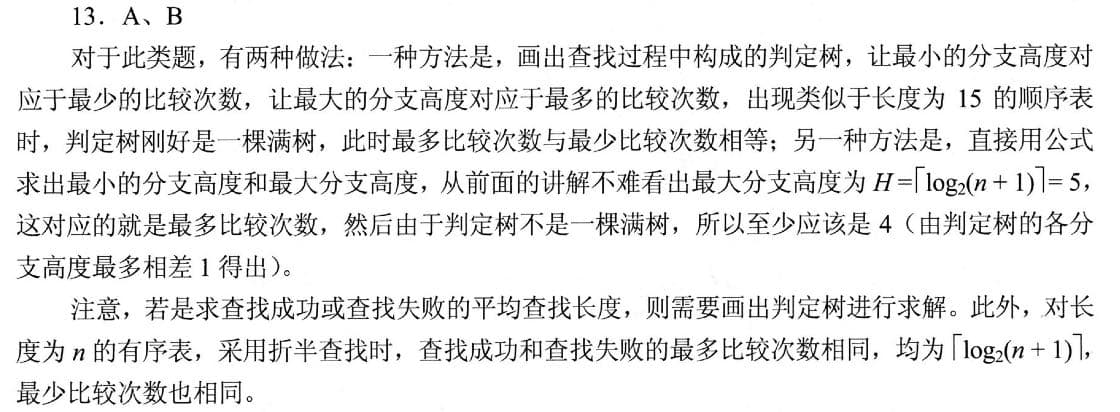 13．A、B
对于此类题，有两种做法：一种方法是，画出查找过程中构成的判定树，让最小的分支高度对
应于最少的比较次数，让最大的分支高度对应于最多的比较次数，出现类似于长度为 15 的顺序表
时，判定树刚好是一棵满树，此时最多比较次数与最少比较次数相等；另一种方法是，直接用公式
求出最小的分支高度和最大分支高度，从前面的讲解不难看出最大分支高度为 H =⌈log₂(n + 1)⌉= 5，
这对应的就是最多比较次数，然后由于判定树不是一棵满树，所以至少应该是 4（由判定树的各分
支高度最多相差 1 得出）。
注意，若是求查找成功或查找失败的平均查找长度，则需要画出判定树进行求解。此外，对长
度为 n 的有序表，采用折半查找时，查找成功和查找失败的最多比较次数相同，均为⌈log₂(n + 1)⌉，
最少比较次数也相同。